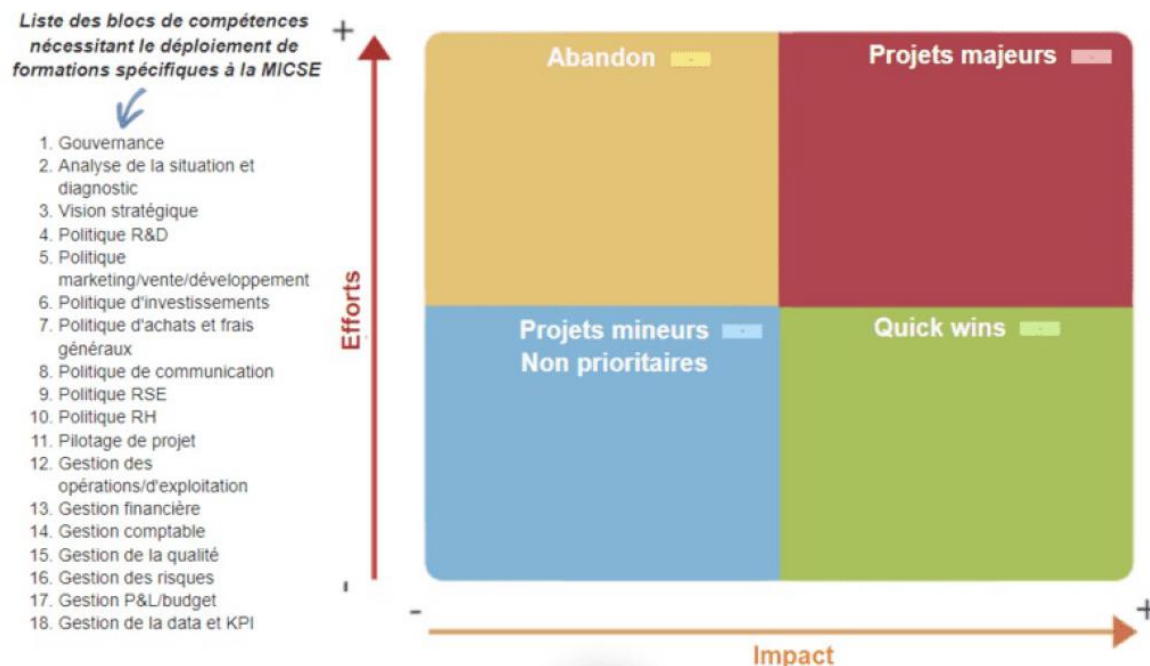 Liste des blocs de compétences
nécessitant le déploiement de
formations spécifiques à la MICSE
1. Gouvernance
2. Analyse de la situation et
diagnostic
3. Vision stratégique
4. Politique R&D
5. Politique
marketing/vente/développement
6. Politique d'investissements
7. Politique d'achats et frais
généraux
8. Politique de communication
9. Politique RSE
10. Politique RH
11. Pilotage de projet
12. Gestion des
opérations/d'exploitation
13. Gestion financière
14. Gestion comptable
15. Gestion de la qualité
16. Gestion des risques
17. Gestion P&L/budget
18. Gestion de la data et KPI
+
Efforts
-
Abandon -
Projets majeurs -
Projets mineurs -
Non prioritaires
Quick wins -
-
+
Impact